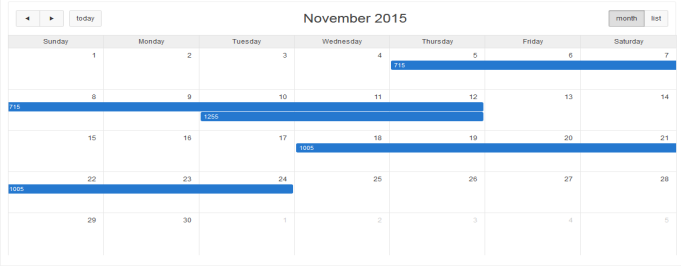 ◄ ► today November 2015 month list
Sunday Monday Tuesday Wednesday Thursday Friday Saturday
1 2 3 4 5 6 7
715
8 9 10 11 12 13 14
715
1255
15 16 17 18 19 20 21
1005
22 23 24 25 26 27 28
1005
29 30 1 2 3 4 5